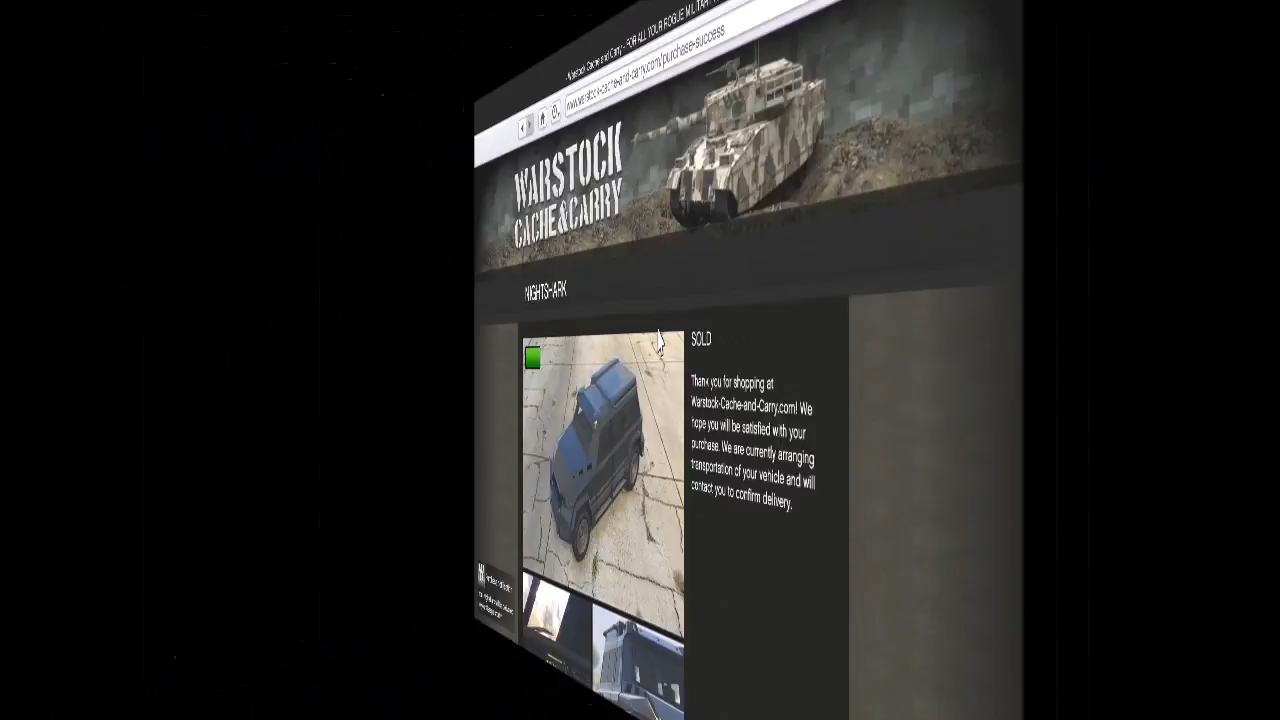 - Warstock Cache and Carry - FOR ALL YOUR ROGUE MILITARY
www.warstock-cache-and-carry.com/purchase-success
WARSTOCK
CACHE&CARRY
NIGHTSHARK
SOLD
Thank you for shopping at
Warstock-Cache-and-Carry.com! We
hope you will be satisfied with your
purchase. We are currently arranging
transportation of your vehicle and will
contact you to confirm delivery.